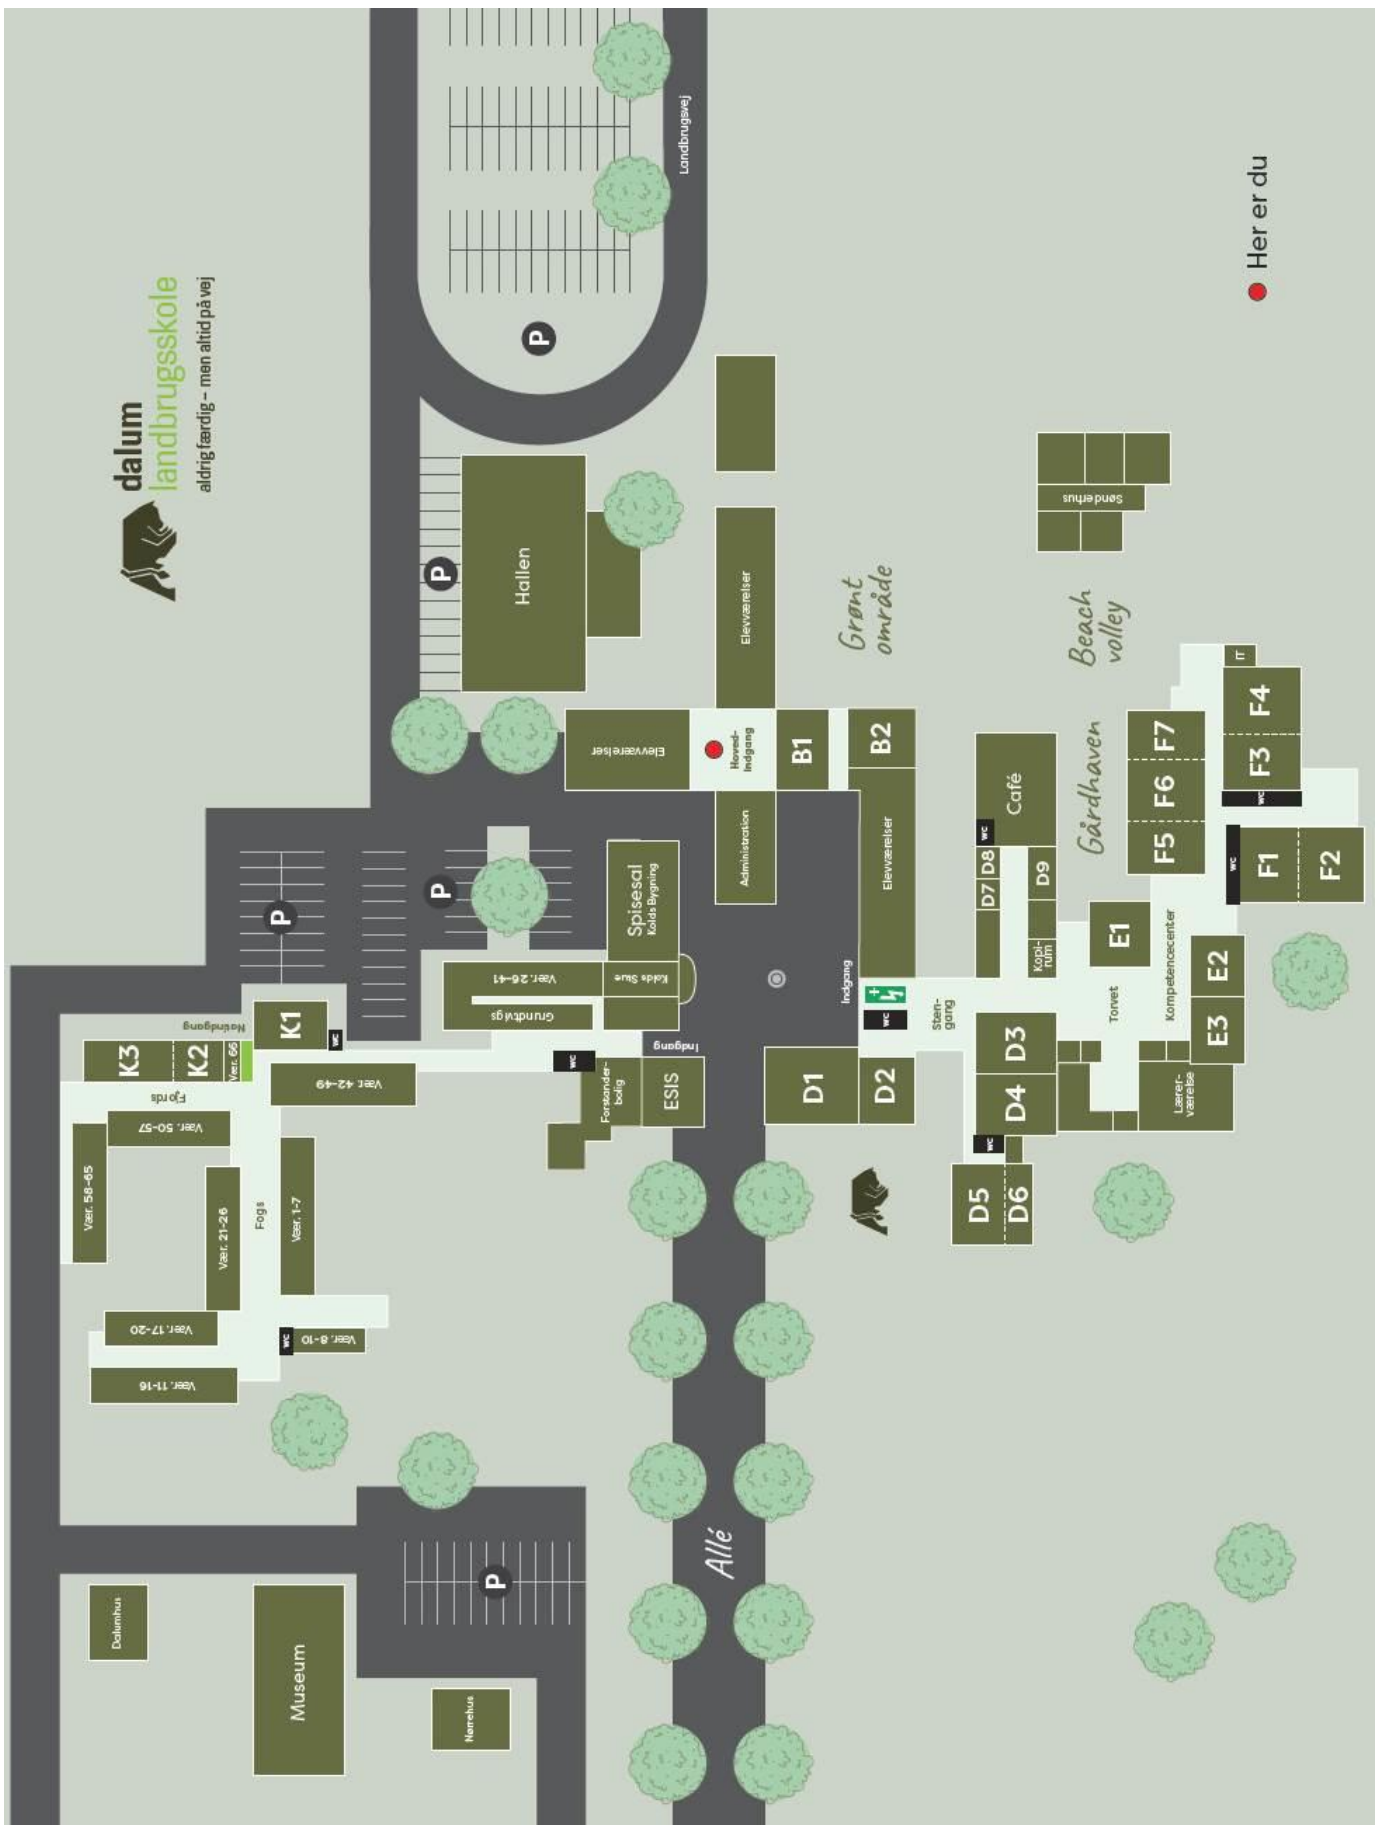 dalum
landbrugsskole
aldrig færdig – men altid på vej
Landbrugsvej
P
P
Hallen
Her er du
Sønderhus
Elevværelser
Grønt
område
Beach
volley
Elevværelser
Hoved-
indgang
B1
B2
Administration
Elevværelser
P
P
Spisesal
Kolds Bygning
Kolds Stue
Vær. 26-41
Grundtvigs
Indgang
Indgang
Café
WC
D7
D8
D9
Kopi-
rum
Gårdhaven
F5
F6
F7
IT
F4
F3
WC
WC
F1
F2
E1
E2
E3
Kompetencecenter
Torvet
Sten-
gang
WC
D1
D2
D3
D4
WC
D5
D6
Lærer-
værelse
ESIS
Forstander-
bolig
WC
Natindgang
K1
WC
K3
K2
Vær. 66
Fjords
Vær. 42-49
Vær. 50-57
Vær. 58-65
Vær. 21-26
Fogs
Vær. 1-7
Vær. 17-20
WC
Vær. 8-10
Vær. 11-16
Allé
P
Dalumhus
Museum
Nørrehus